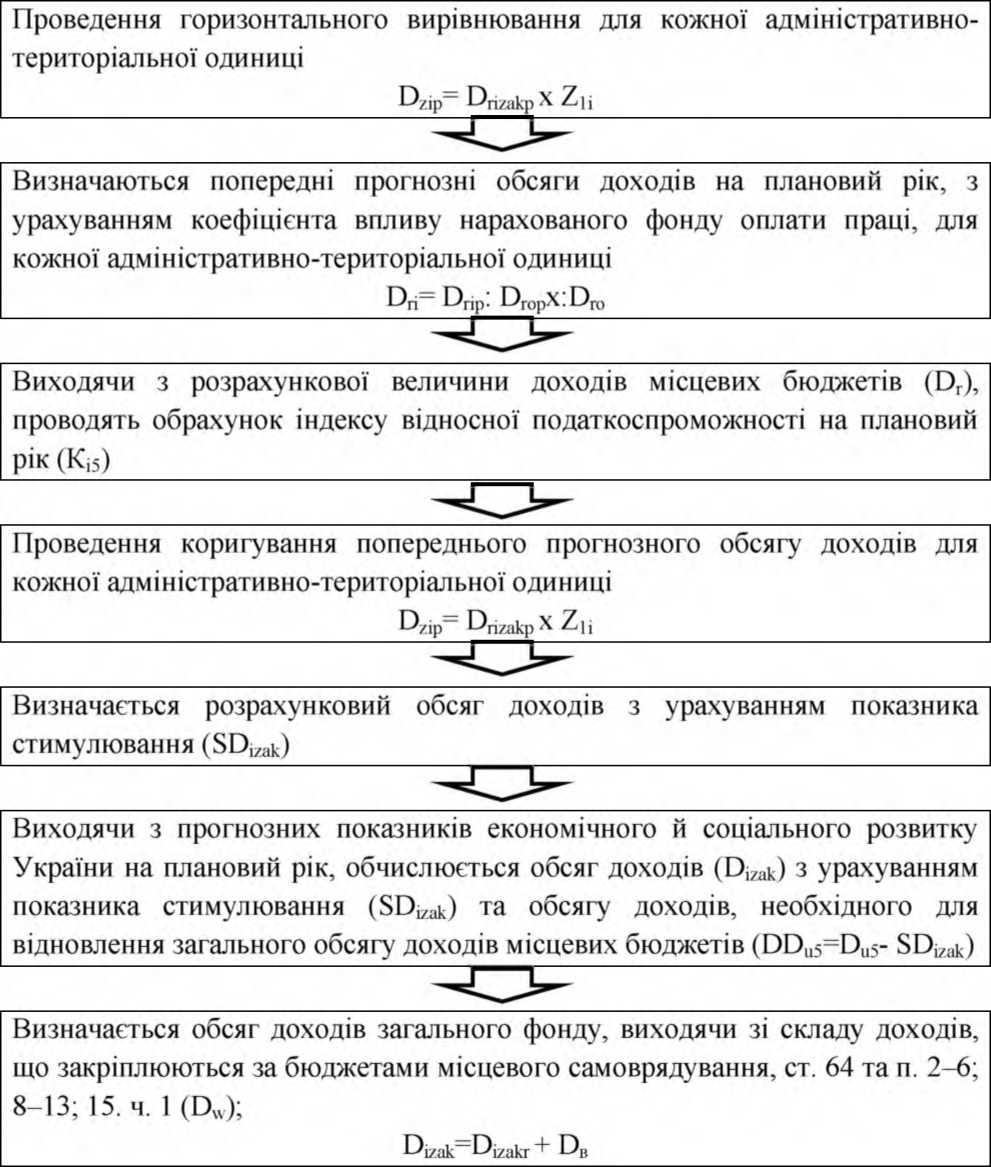 Проведення горизонтального вирівнювання для кожної адміністративно-
територіальної одиниці
Dzip= Drizakp x Z1i
Визначаються попередні прогнозні обсяги доходів на плановий рік, з
урахуванням коефіцієнта впливу нарахованого фонду оплати праці, для
кожної адміністративно-територіальної одиниці
Dri= Drip: Dropx:Dro
Виходячи з розрахункової величини доходів місцевих бюджетів (Dr),
проводять обрахунок індексу відносної податкоспроможності на плановий
рік (Кi5)
Проведення коригування попереднього прогнозного обсягу доходів для
кожної адміністративно-територіальної одиниці
Dzip= Drizakp x Z1i
Визначається розрахунковий обсяг доходів з урахуванням показника
стимулювання (SDizak)
Виходячи з прогнозних показників економічного й соціального розвитку
України на плановий рік, обчислюється обсяг доходів (Dizak) з урахуванням
показника стимулювання (SDizak) та обсягу доходів, необхідного для
відновлення загального обсягу доходів місцевих бюджетів (DDu5=Du5- SDizak)
Визначається обсяг доходів загального фонду, виходячи зі складу доходів,
що закріплюються за бюджетами місцевого самоврядування, ст. 64 та п. 2–6;
8–13; 15. ч. 1 (Dw);
Dizak=Dizakr + Dв